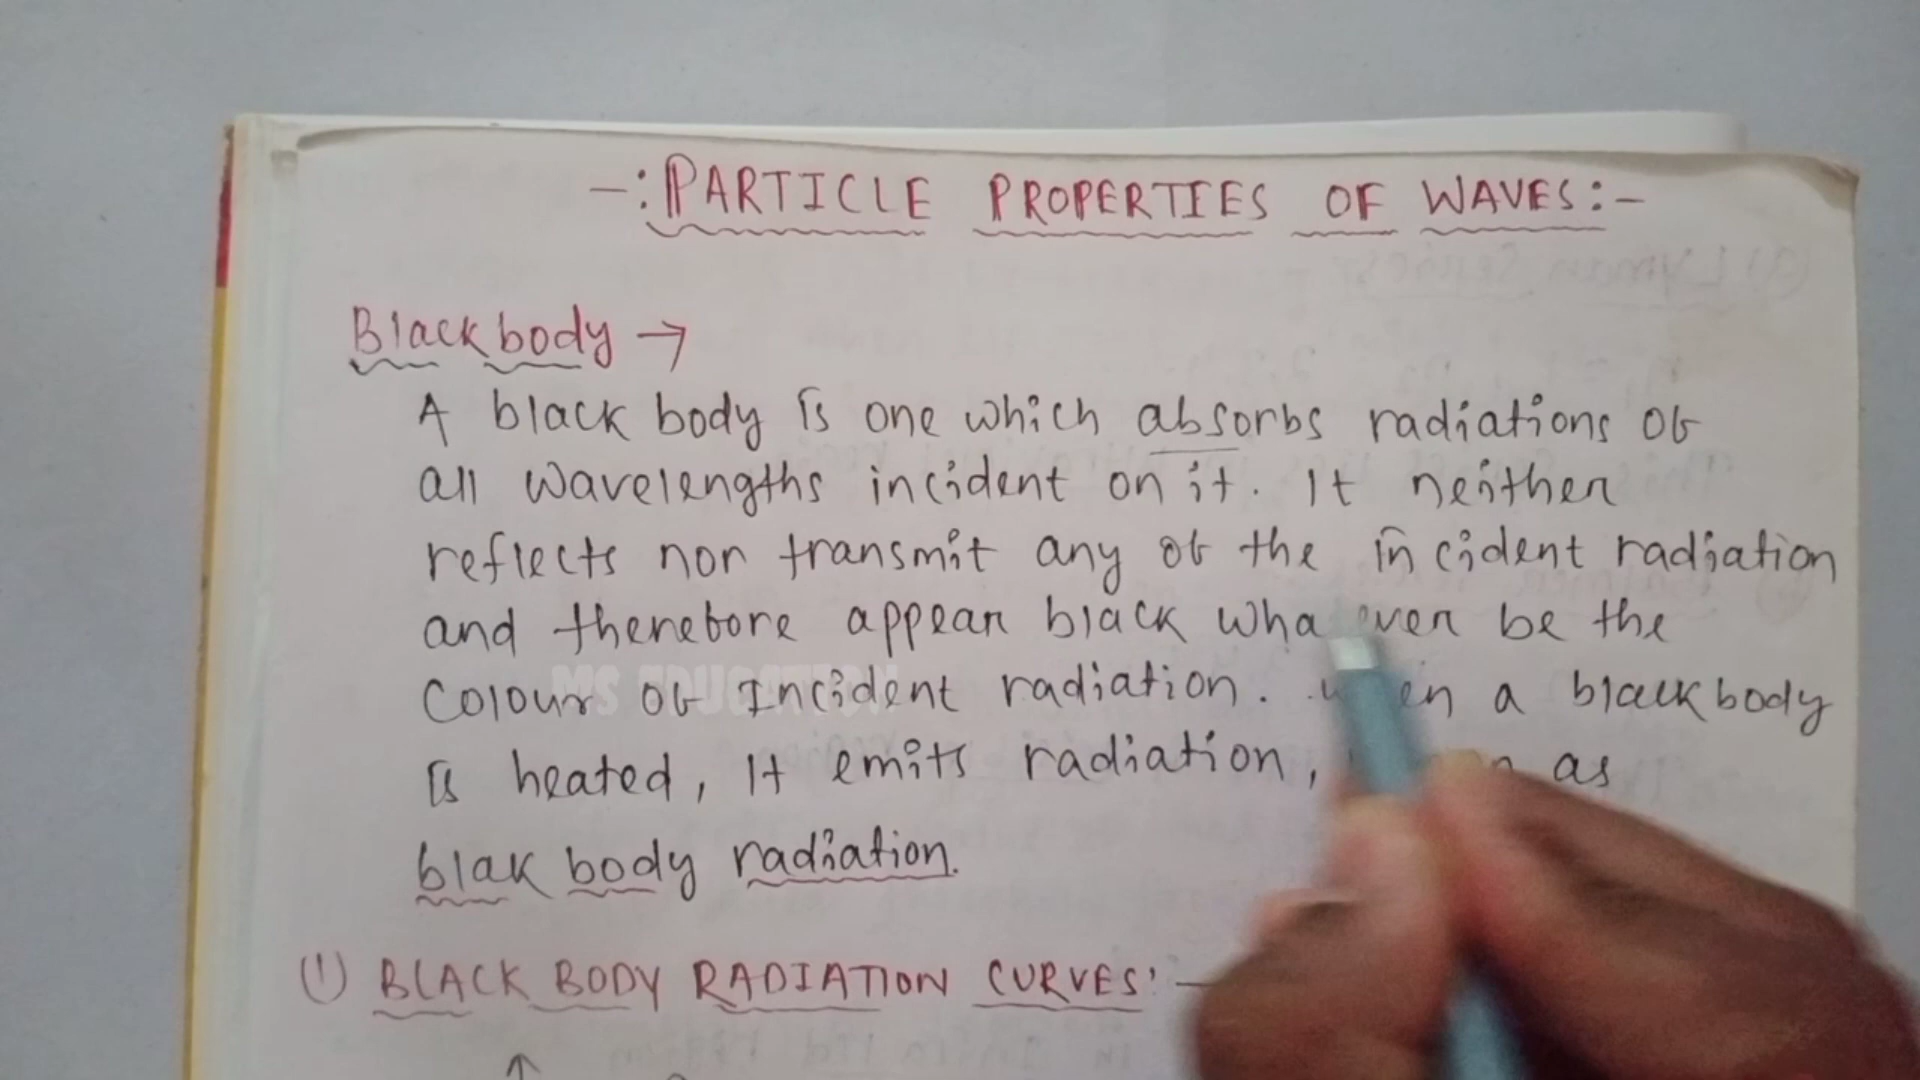 -: PARTICLE PROPERTIES OF WAVES:-
Black body →
A black body is one which absorbs radiations of
all wavelengths incident on it. It neither
reflects nor transmit any of the incident radiation
and therefore appear black wha ever be the
Colour of Incident radiation. en a black body
is heated, It emits radiation, as
blak body radiation.
MS EDUCATION
(1) BLACK BODY RADIATION CURVES:-